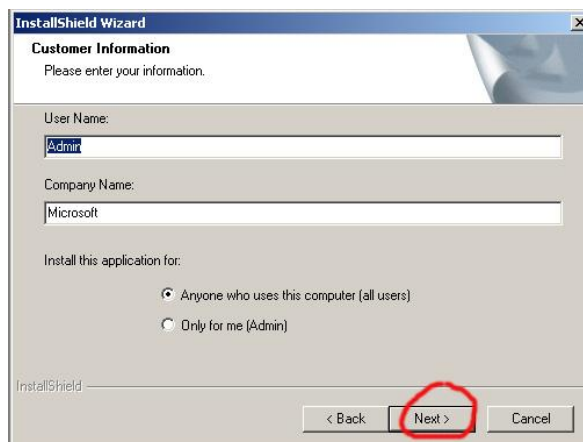 InstallShield Wizard
Customer Information
Please enter your information.
User Name:
Admin
Company Name:
Microsoft
Install this application for:
Anyone who uses this computer (all users)
Only for me (Admin)
InstallShield
< Back Next > Cancel